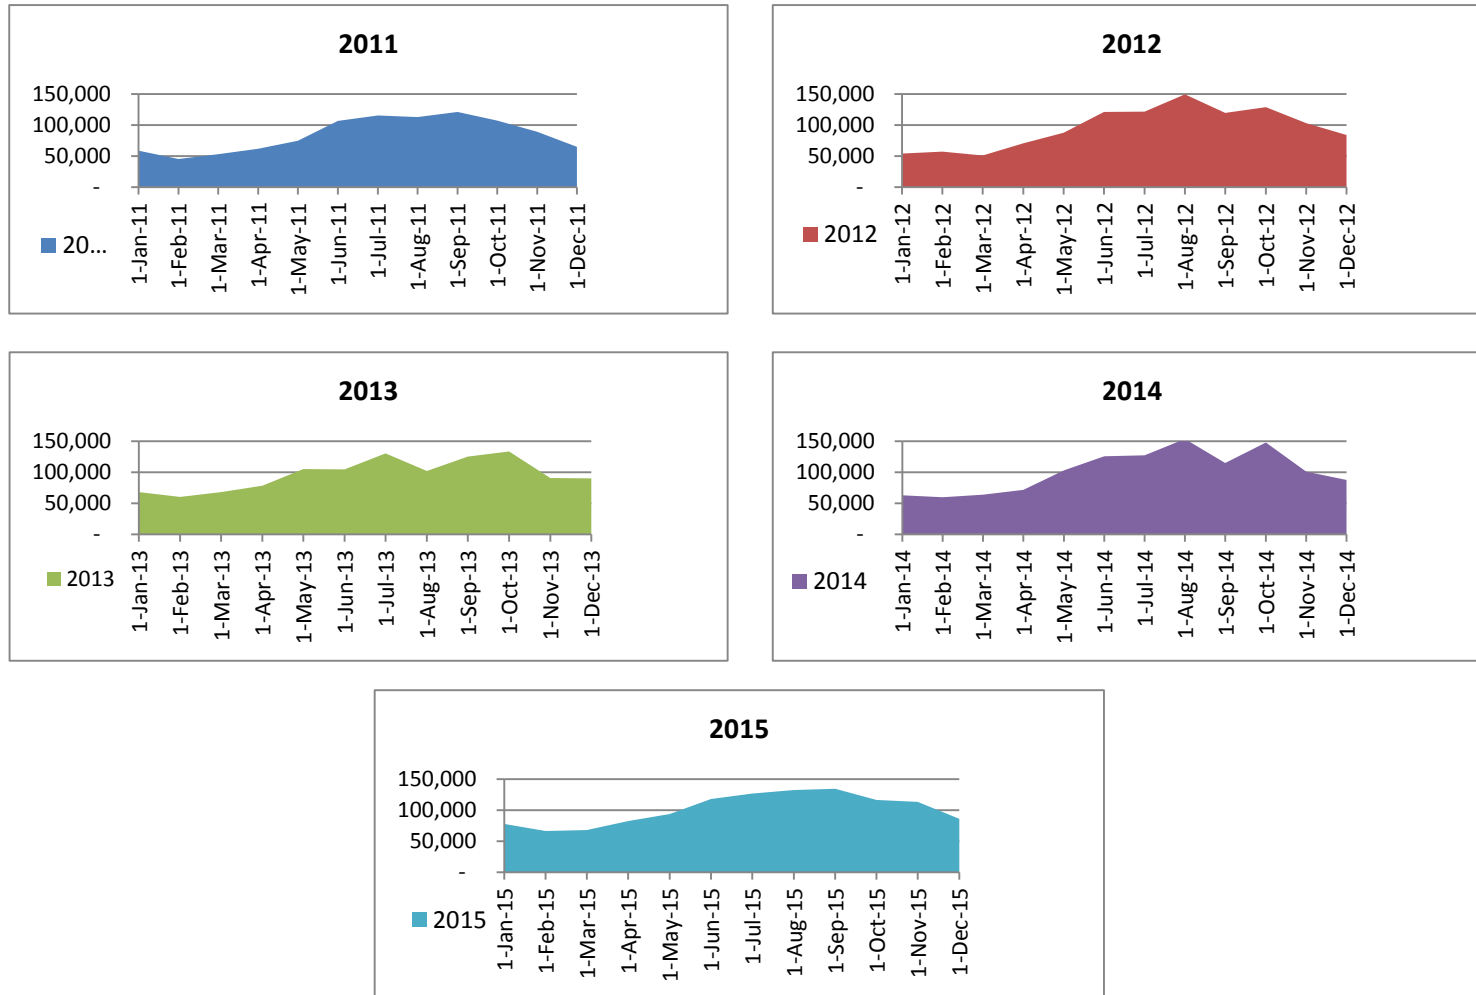 2011
150,000
100,000
50,000
-
1-Jan-11
1-Feb-11
1-Mar-11
1-Apr-11
1-May-11
1-Jun-11
1-Jul-11
1-Aug-11
1-Sep-11
1-Oct-11
1-Nov-11
1-Dec-11
20...
2012
150,000
100,000
50,000
-
1-Jan-12
1-Feb-12
1-Mar-12
1-Apr-12
1-May-12
1-Jun-12
1-Jul-12
1-Aug-12
1-Sep-12
1-Oct-12
1-Nov-12
1-Dec-12
2012
2013
150,000
100,000
50,000
-
1-Jan-13
1-Feb-13
1-Mar-13
1-Apr-13
1-May-13
1-Jun-13
1-Jul-13
1-Aug-13
1-Sep-13
1-Oct-13
1-Nov-13
1-Dec-13
2013
2014
150,000
100,000
50,000
-
1-Jan-14
1-Feb-14
1-Mar-14
1-Apr-14
1-May-14
1-Jun-14
1-Jul-14
1-Aug-14
1-Sep-14
1-Oct-14
1-Nov-14
1-Dec-14
2014
2015
150,000
100,000
50,000
-
1-Jan-15
1-Feb-15
1-Mar-15
1-Apr-15
1-May-15
1-Jun-15
1-Jul-15
1-Aug-15
1-Sep-15
1-Oct-15
1-Nov-15
1-Dec-15
2015